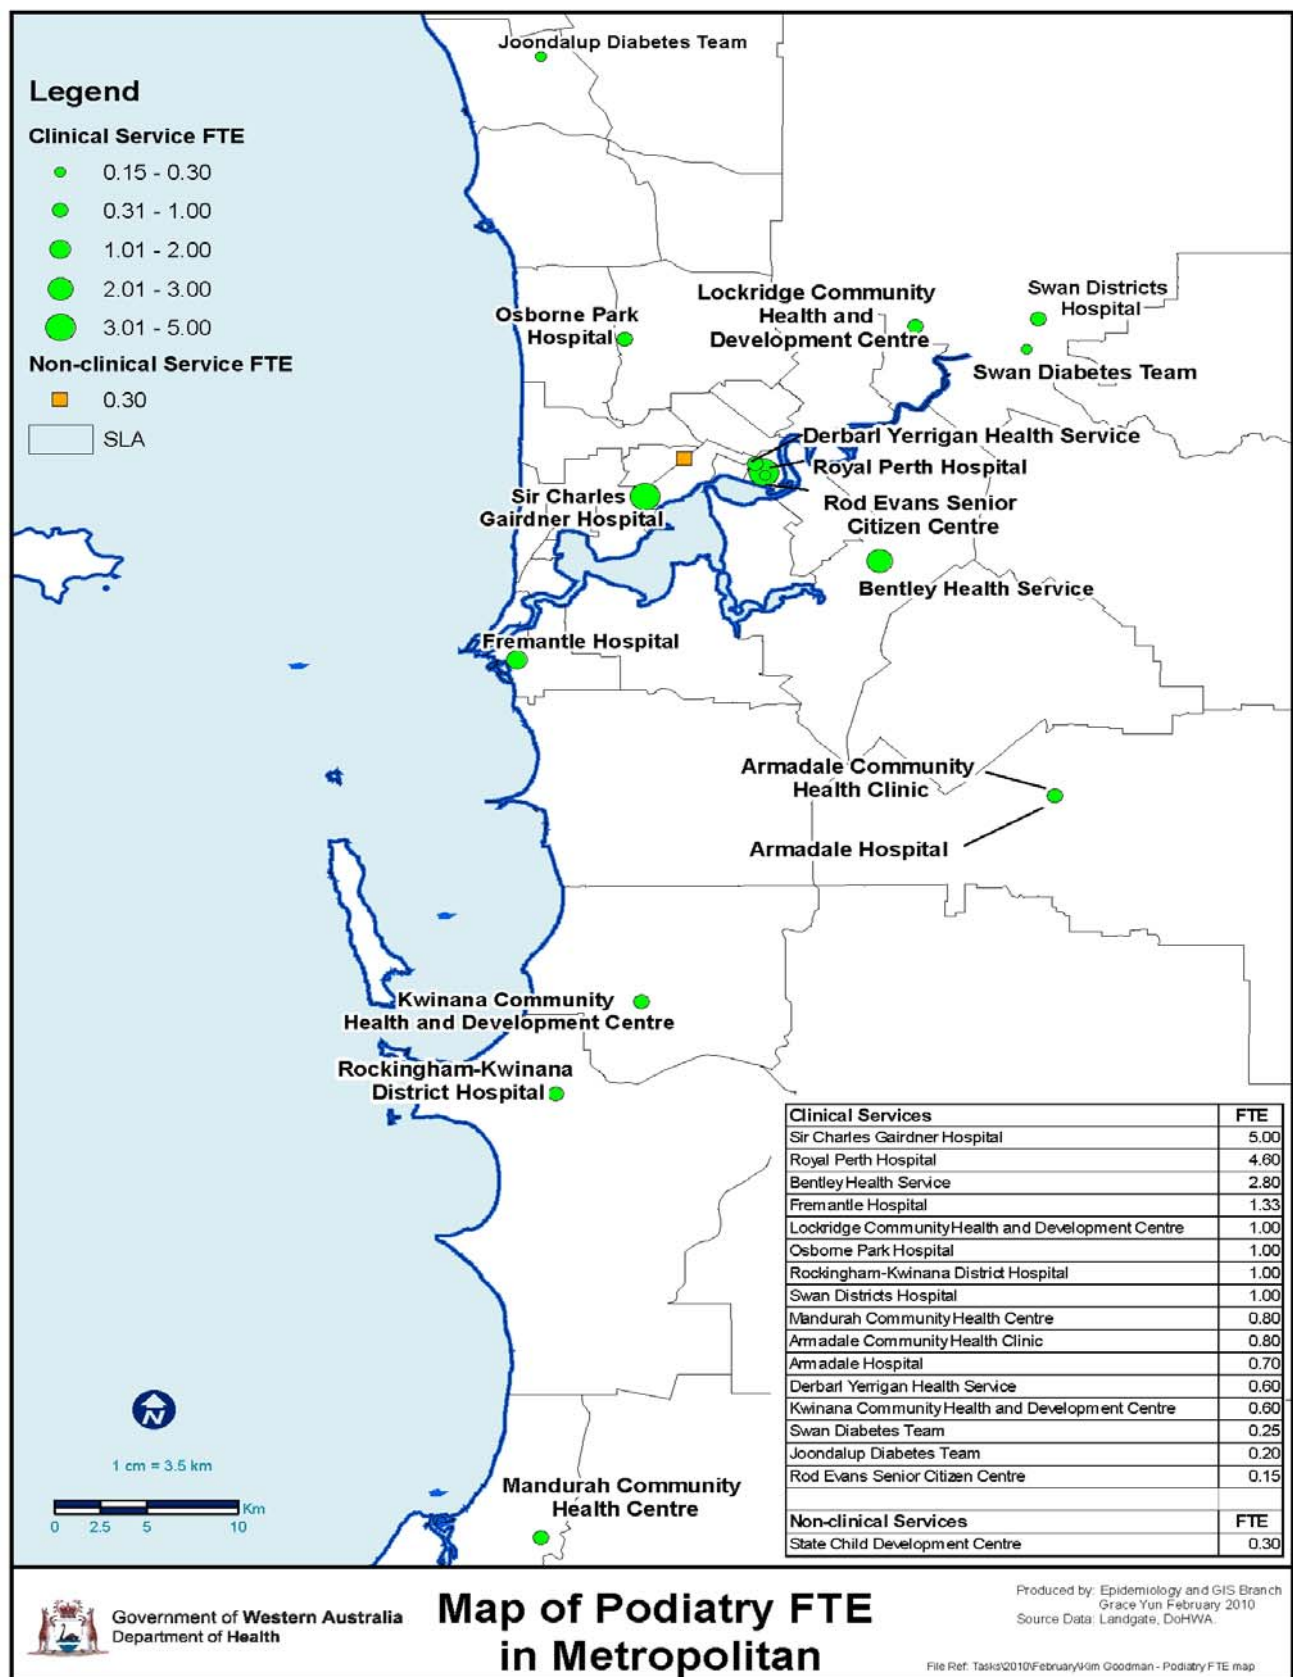 Joondalup Diabetes Team
Legend
Clinical Service FTE
0.15 - 0.30
0.31 - 1.00
1.01 - 2.00
2.01 - 3.00
3.01 - 5.00
Non-clinical Service FTE
0.30
SLA
Osborne Park
Hospital
Lockridge Community
Health and
Development Centre
Swan Districts
Hospital
Swan Diabetes Team
Derbarl Yerrigan Health Service
Royal Perth Hospital
Rod Evans Senior
Citizen Centre
Sir Charles
Gairdner Hospital
Bentley Health Service
Fremantle Hospital
Armadale Community
Health Clinic
Armadale Hospital
Kwinana Community
Health and Development Centre
Rockingham-Kwinana
District Hospital
Mandurah Community
Health Centre
Clinical Services FTE
Sir Charles Gairdner Hospital 5.00
Royal Perth Hospital 4.60
Bentley Health Service 2.80
Fremantle Hospital 1.33
Lockridge Community Health and Development Centre 1.00
Osborne Park Hospital 1.00
Rockingham-Kwinana District Hospital 1.00
Swan Districts Hospital 1.00
Mandurah Community Health Centre 0.80
Armadale Community Health Clinic 0.80
Armadale Hospital 0.70
Derbarl Yerrigan Health Service 0.60
Kwinana Community Health and Development Centre 0.60
Swan Diabetes Team 0.25
Joondalup Diabetes Team 0.20
Rod Evans Senior Citizen Centre 0.15
Non-clinical Services FTE
State Child Development Centre 0.30
N
1 cm = 3.5 km
Km
0 2.5 5 10
Government of Western Australia
Department of Health
Map of Podiatry FTE
in Metropolitan
Produced by: Epidemiology and GIS Branch
Grace Yun February 2010
Source Data: Landgate, DoHWA.
File Ref: Tasks\2010\February\Kim Goodman - Podiatry FTE map